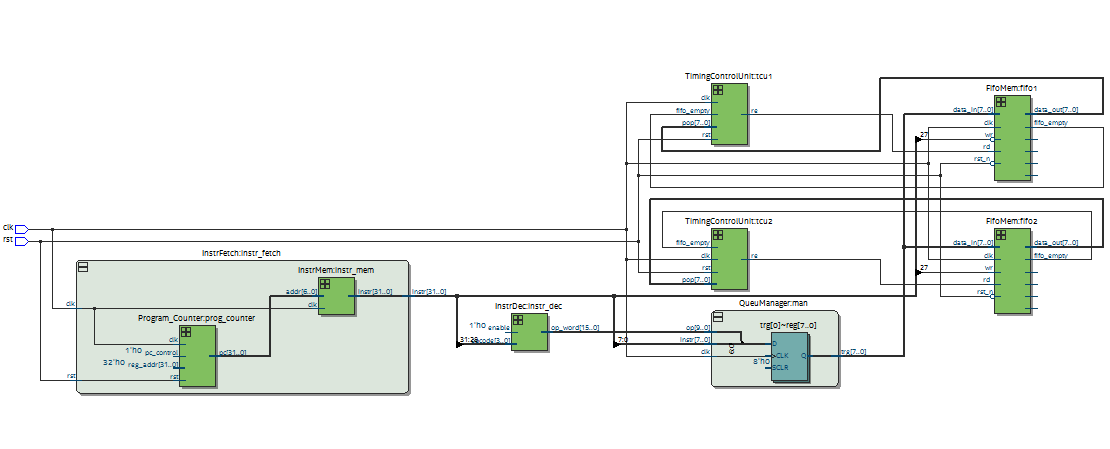 TimingControlUnit:tcu1
clk
fifo_empty
pop[7..0]
rst
re
FifoMem:fifo1
data_in[7..0]
clk
wr
rd
rst_n
data_out[7..0]
fifo_empty
27
clk
rst
TimingControlUnit:tcu2
fifo_empty
clk
rst
pop[7..0]
re
FifoMem:fifo2
data_in[7..0]
clk
wr
rd
rst_n
data_out[7..0]
fifo_empty
27
InstrFetch:instr_fetch
clk
rst
InstrMem:instr_mem
addr[6..0]
clk
instr[31..0]
instr[31..0]
Program_Counter:prog_counter
clk
1'h0 pc_control
32'h0 reg_addr[31..0]
rst
pc[31..0]
InstrDec:instr_dec
1'h0 enable
31:28
op_word[15..0]
7:0
QueuManager:man
op[9..0]
instr[7..0]
clk
trg[0]~reg[7..0]
D
CLK
SCLR
Q
8'h0
trg[7..0]